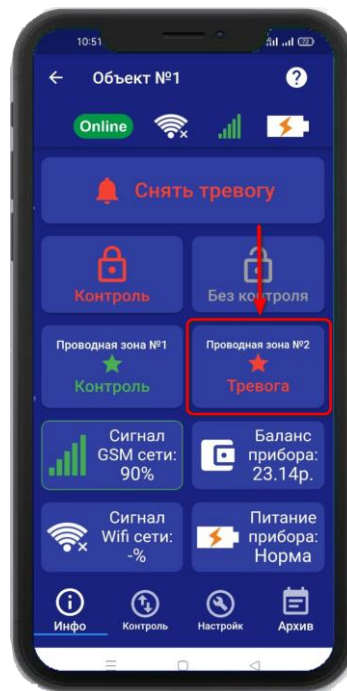 10:51
Объект №1
?
Online
Снять тревогу
Контроль
Без контроля
Проводная зона №1
Контроль
Проводная зона №2
Тревога
Сигнал
GSM сети:
90%
Баланс
прибора:
23.14р.
Сигнал
Wifi сети:
-%
Питание
прибора:
Норма
Инфо
Контроль
Настройк
Архив